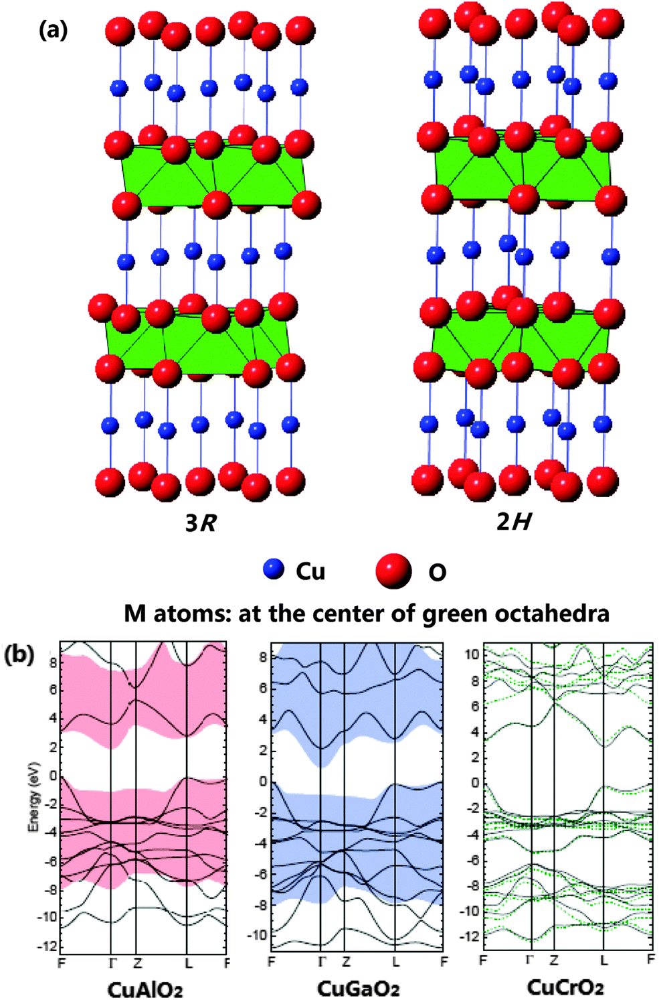 (a)
3R
2H
Cu
O
M atoms: at the center of green octahedra
(b)
Energy (eV)
8
6
4
2
0
-2
-4
-6
-8
-10
-12
F Γ Z L F
CuAlO2
8
6
4
2
0
-2
-4
-6
-8
-10
F Γ Z L F
CuGaO2
10
8
6
4
2
0
-2
-4
-6
-8
-10
-12
F Γ Z L F
CuCrO2